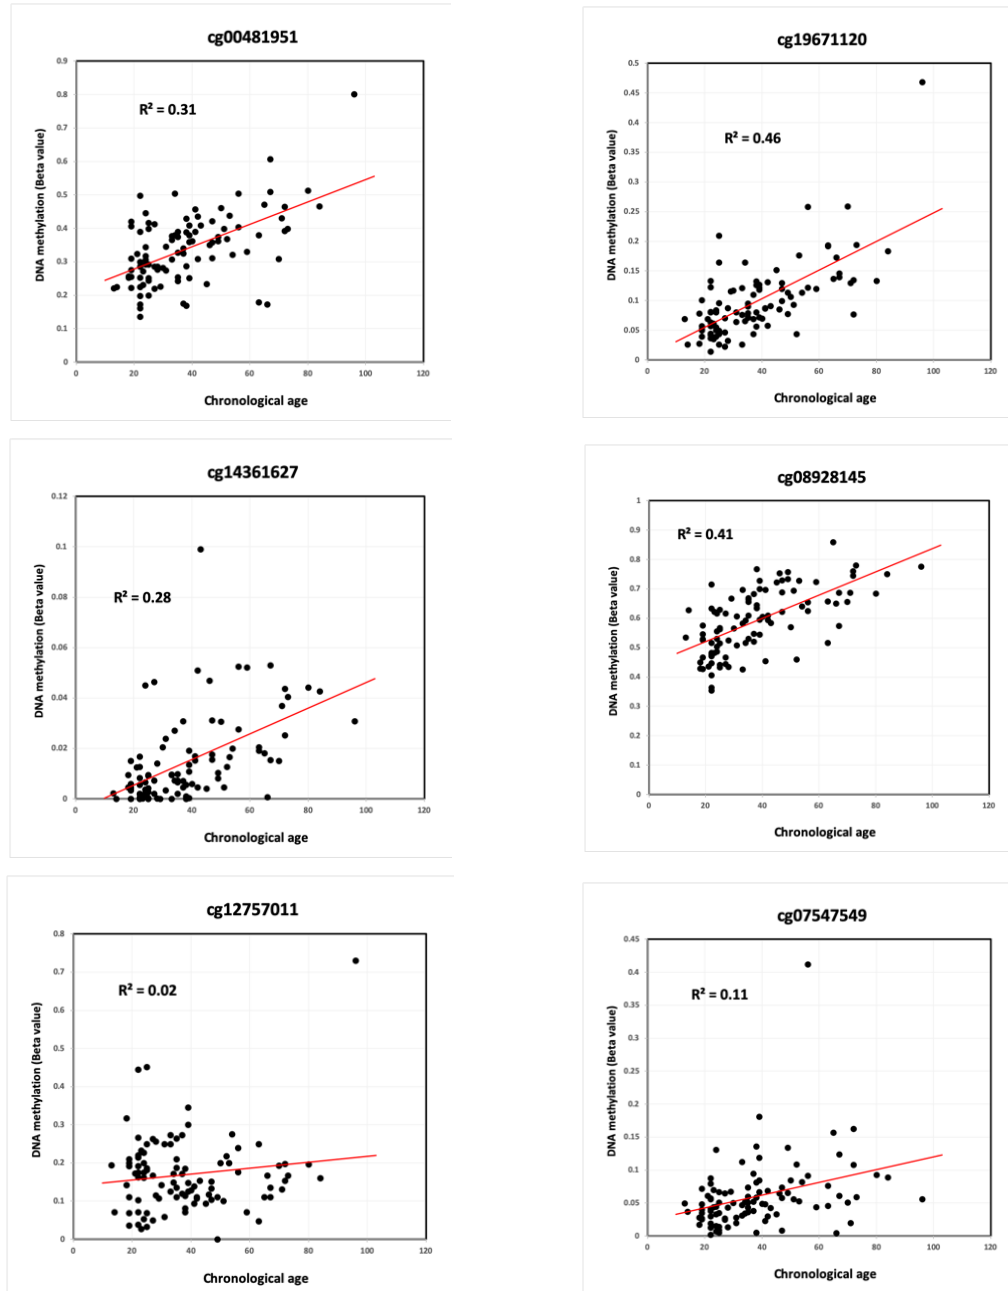 cg00481951
R² = 0.31
DNA methylation (Beta value)
0.9
0.8
0.7
0.6
0.5
0.4
0.3
0.2
0.1
0
0 20 40 60 80 100 120
Chronological age
cg19671120
R² = 0.46
DNA methylation (Beta value)
0.5
0.45
0.4
0.35
0.3
0.25
0.2
0.15
0.1
0.05
0
0 20 40 60 80 100 120
Chronological age
cg14361627
R² = 0.28
DNA methylation (Beta value)
0.12
0.1
0.08
0.06
0.04
0.02
0
0 20 40 60 80 100 120
Chronological age
cg08928145
R² = 0.41
DNA methylation (Beta value)
1
0.9
0.8
0.7
0.6
0.5
0.4
0.3
0.2
0.1
0
0 20 40 60 80 100 120
Chronological age
cg12757011
R² = 0.02
DNA methylation (Beta value)
0.8
0.7
0.6
0.5
0.4
0.3
0.2
0.1
0
0 20 40 60 80 100 120
Chronological age
cg07547549
R² = 0.11
DNA methylation (Beta value)
0.45
0.4
0.35
0.3
0.25
0.2
0.15
0.1
0.05
0
0 20 40 60 80 100 120
Chronological age